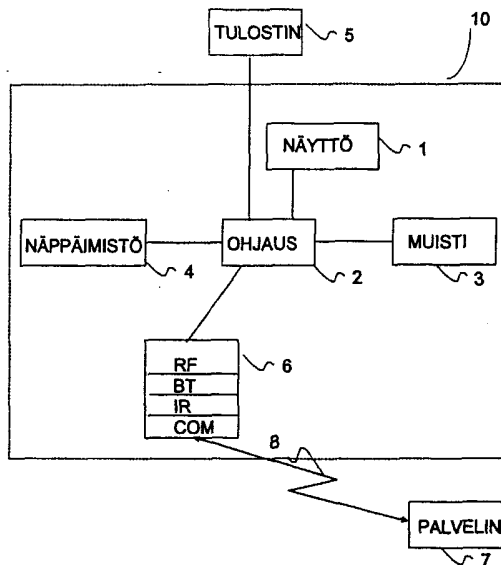 TULOSTIN
5
10
NÄYTTÖ
1
NÄPPÄIMISTÖ
4
OHJAUS
2
MUISTI
3
RF
BT
IR
COM
6
8
PALVELIN
7